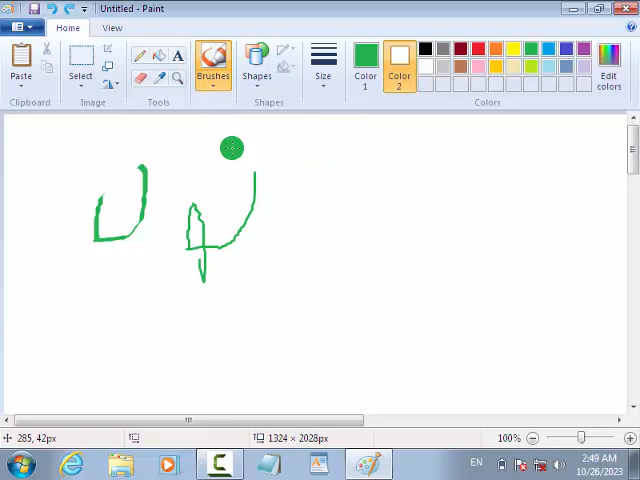 Untitled - Paint
Home View
Paste Select Brushes Shapes Size Color 1 Color 2 Edit colors
Clipboard Image Tools Shapes Colors
285, 42px 1324 × 2028px 100%
EN 2:49 AM
10/26/2023